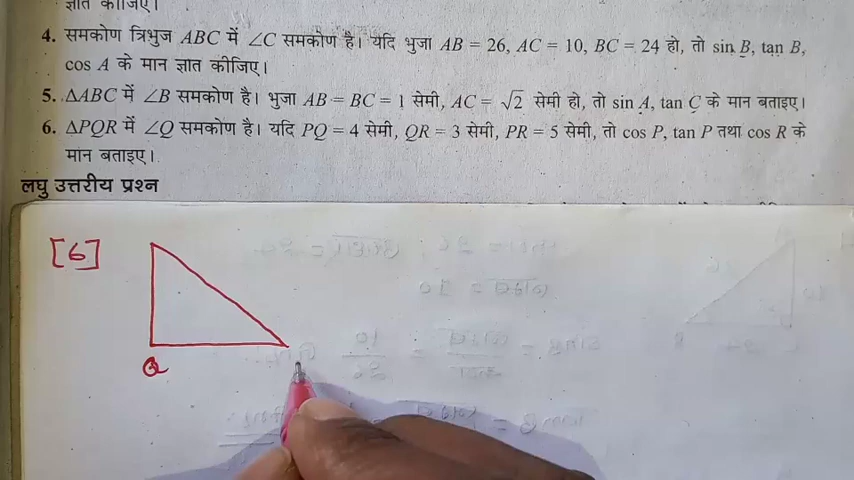 ज्ञात कीजिए।
4. समकोण त्रिभुज ABC में ∠C समकोण है। यदि भुजा AB = 26, AC = 10, BC = 24 हो, तो sin B, tan B,
cos A के मान ज्ञात कीजिए।
5. ΔABC में ∠B समकोण है। भुजा AB = BC = 1 सेमी, AC = √2 सेमी हो, तो sin A, tan C के मान बताइए।
6. ΔPQR में ∠Q समकोण है। यदि PQ = 4 सेमी, QR = 3 सेमी, PR = 5 सेमी, तो cos P, tan P तथा cos R के
मान बताइए।
लघु उत्तरीय प्रश्न
[6]
Q